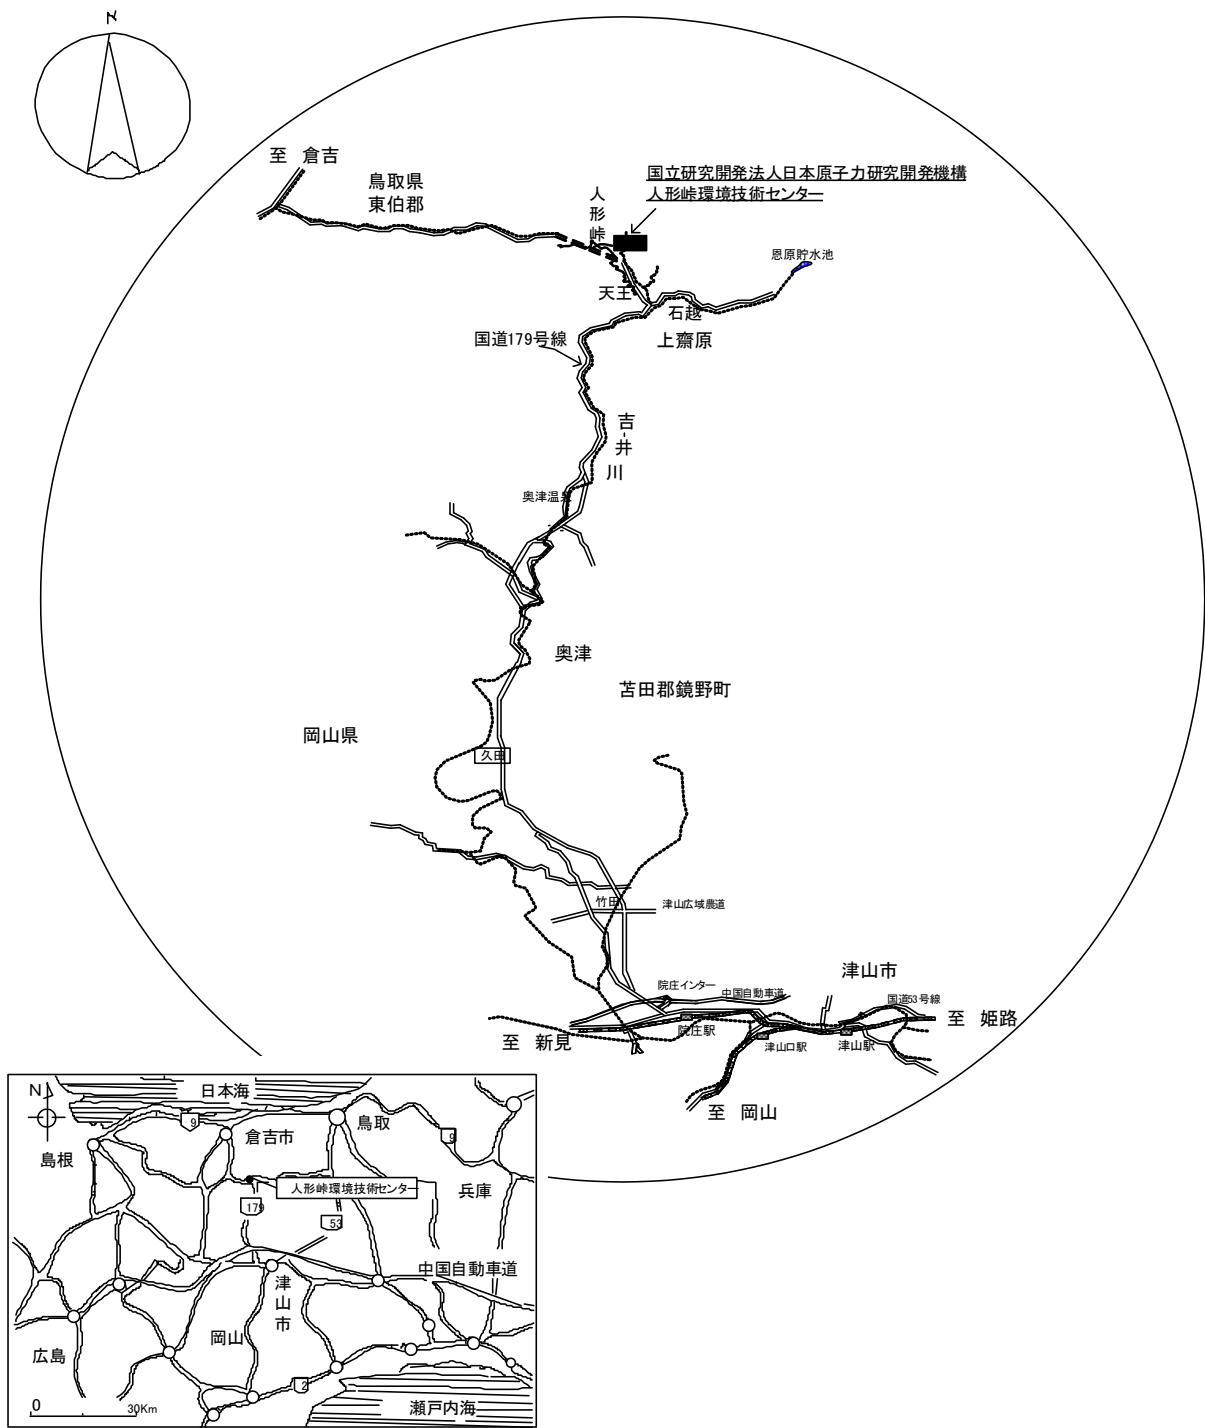 N
至 倉吉
鳥取県
東伯郡
人形峠
国立研究開発法人日本原子力研究開発機構
人形峠環境技術センター
恩原貯水池
天王
石越
上齋原
国道179号線
吉井川
奥津温泉
奥津
苫田郡鏡野町
岡山県
久田
竹田
津山広域農道
津山市
院庄インター
中国自動車道
国道53号線
至 姫路
院庄駅
至 新見
津山口駅
津山駅
至 岡山
N
日本海
9
倉吉市
鳥取
9
島根
人形峠環境技術センター
兵庫
179
53
中国自動車道
津山市
岡山
広島
2
0
30Km
瀬戸内海